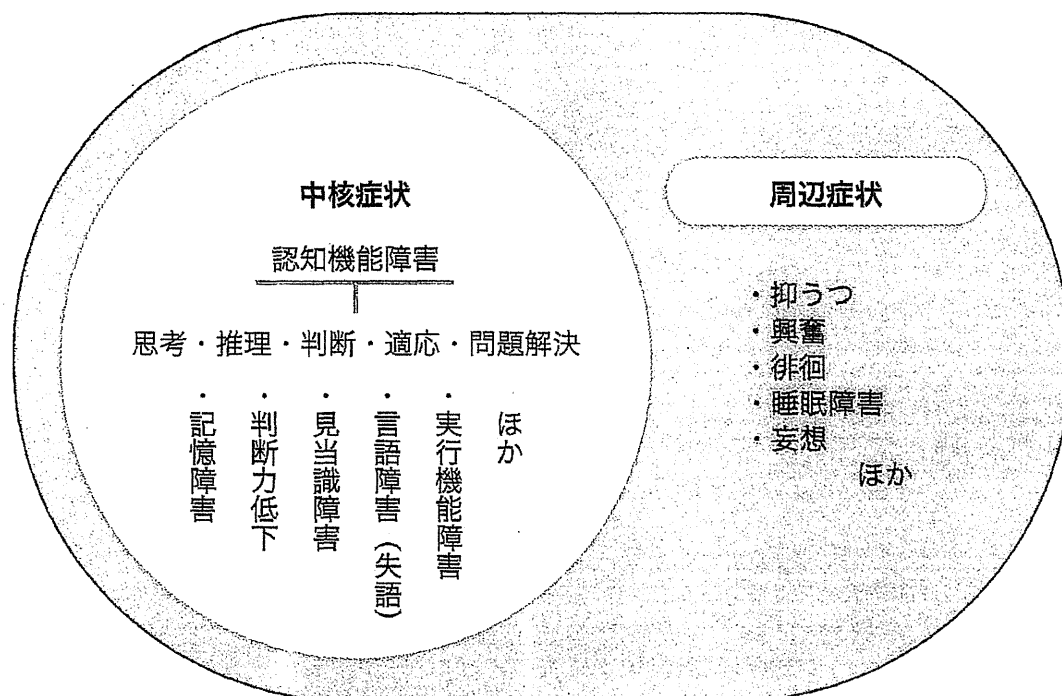 中核症状
認知機能障害
思考・推理・判断・適応・問題解決
・記憶障害
・判断力低下
・見当識障害
・言語障害（失語）
・実行機能障害
ほか
周辺症状
・抑うつ
・興奮
・徘徊
・睡眠障害
・妄想
ほか